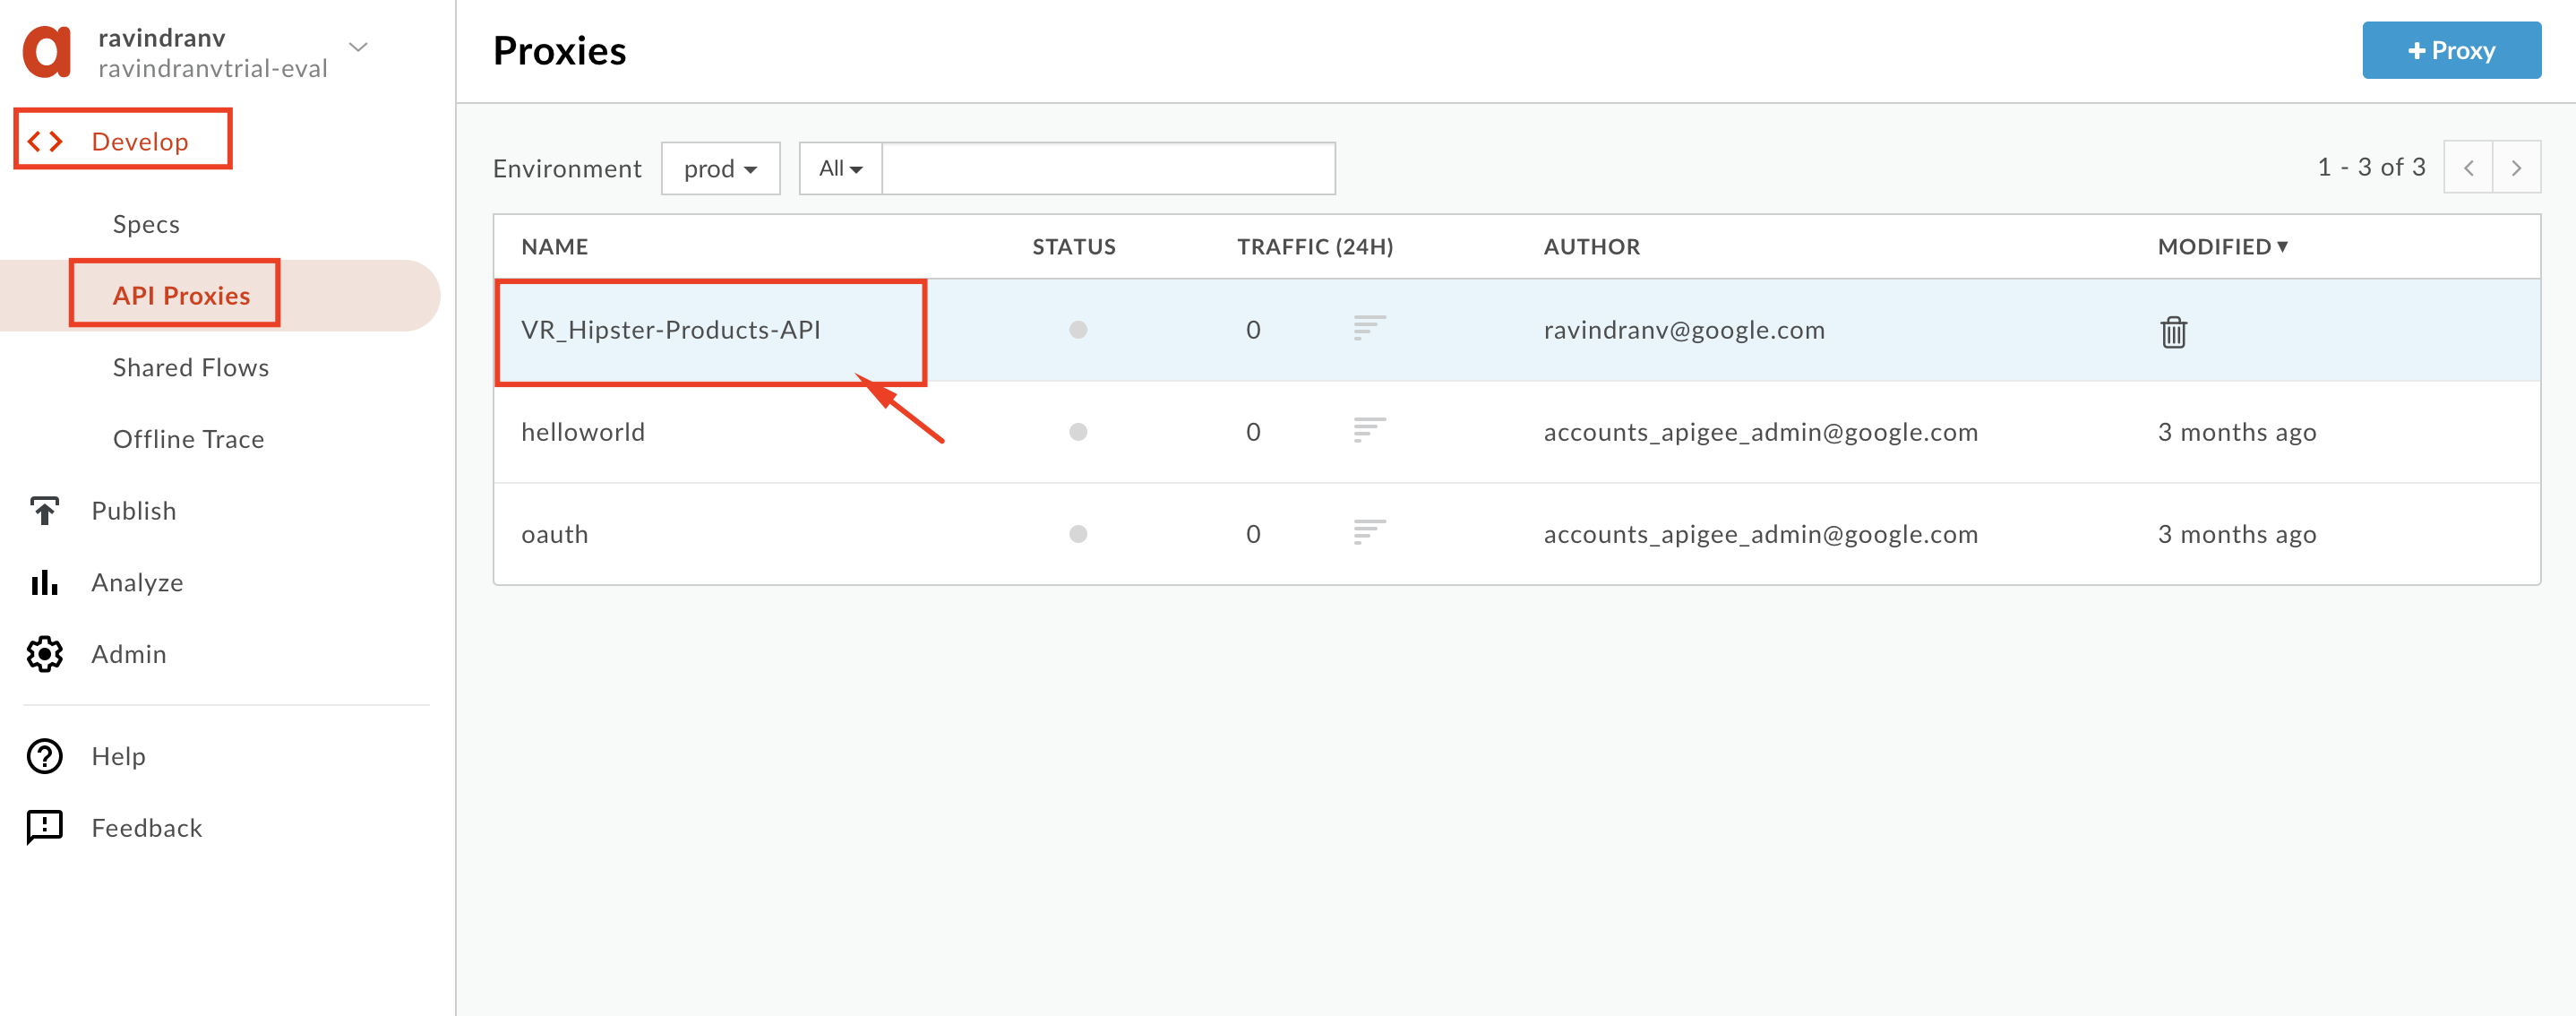 ravindranv
ravindranvtrial-eval
Develop
Specs
API Proxies
Shared Flows
Offline Trace
Publish
Analyze
Admin
Help
Feedback
Proxies
+ Proxy
Environment prod All 1 - 3 of 3
NAME STATUS TRAFFIC (24H) AUTHOR MODIFIED
VR_Hipster-Products-API 0 ravindranv@google.com
helloworld 0 accounts_apigee_admin@google.com 3 months ago
oauth 0 accounts_apigee_admin@google.com 3 months ago